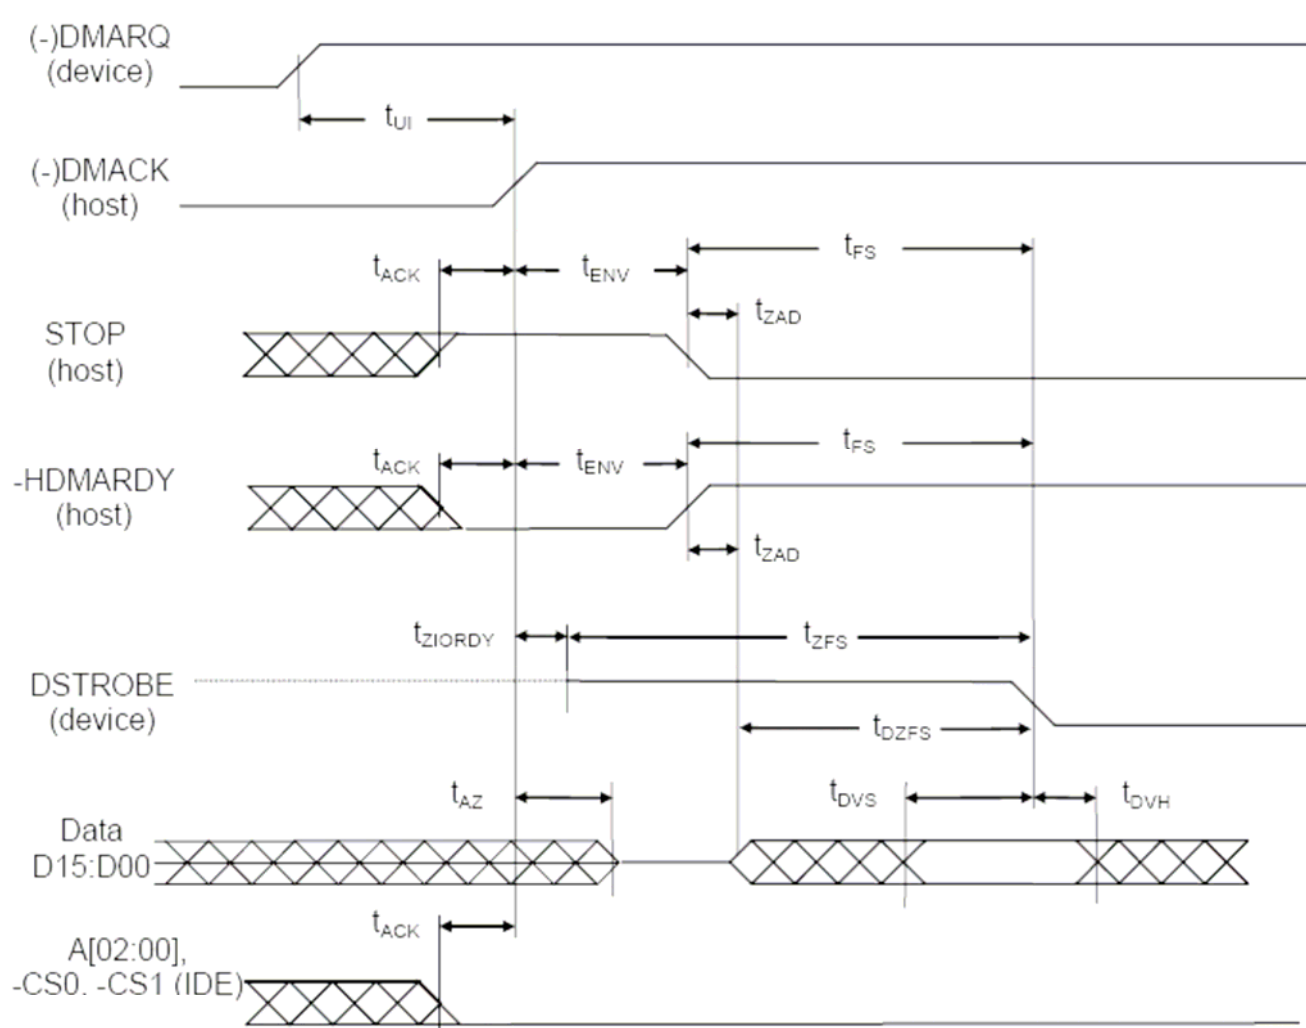 (-)DMARQ
(device)
tUI
(-)DMACK
(host)
tFS
tACK
tENV
tZAD
STOP
(host)
tFS
tACK
tENV
-HDMARDY
(host)
tZAD
tZIORDY
tZFS
DSTROBE
(device)
tDZFS
tAZ
tDVS
tDVH
Data
D15:D00
tACK
A[02:00],
-CS0. -CS1 (IDE)